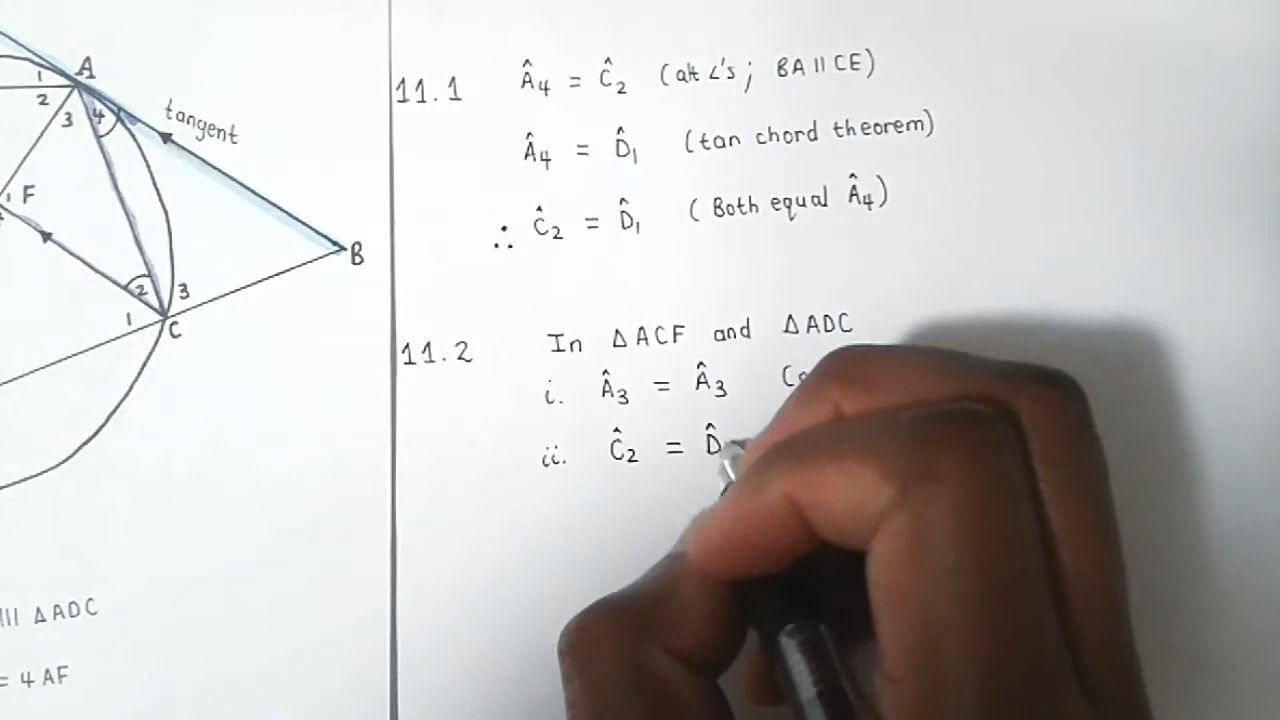 A
1
2
3
4
tangent
F
B
2
3
1
C
||| ΔADC
= 4AF
11.1 Â4 = Ĉ2 (alt ∠'s ; BA || CE)
Â4 = D̂1 (tan chord theorem)
∴ Ĉ2 = D̂1 (Both equal Â4)
11.2 In ΔACF and ΔADC
i. Â3 = Â3
ii. Ĉ2 = D̂